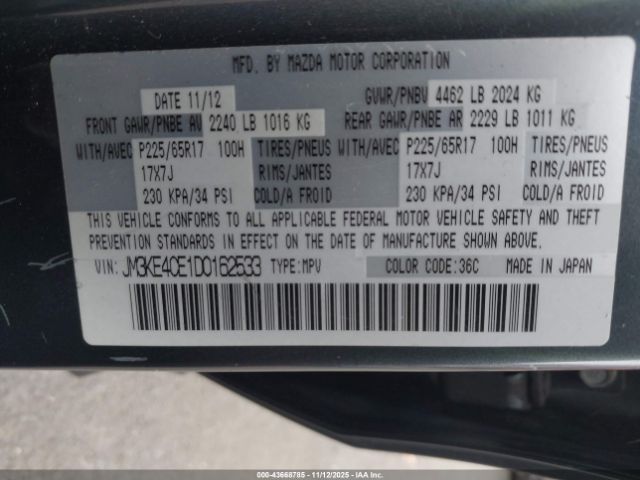 MFD. BY MAZDA MOTOR CORPORATION
DATE 11/12 GVWR/PNBV 4462 LB 2024 KG
FRONT GAWR/PNBE AV 2240 LB 1016 KG REAR GAWR/PNBE AR 2229 LB 1011 KG
WITH/AVEC P225/65R17 100H TIRES/PNEUS WITH/AVEC P225/65R17 100H TIRES/PNEUS
17X7J RIMS/JANTES 17X7J RIMS/JANTES
230 KPA/34 PSI COLD/A FROID 230 KPA/34 PSI COLD/A FROID
THIS VEHICLE CONFORMS TO ALL APPLICABLE FEDERAL MOTOR VEHICLE SAFETY AND THEFT
PREVENTION STANDARDS IN EFFECT ON THE DATE OF MANUFACTURE SHOWN ABOVE.
VIN: JM3KE4CE1D0162533 TYPE:MPV COLOR CODE:36C MADE IN JAPAN
000-43668785 - 11/12/2025 - IAAI.com